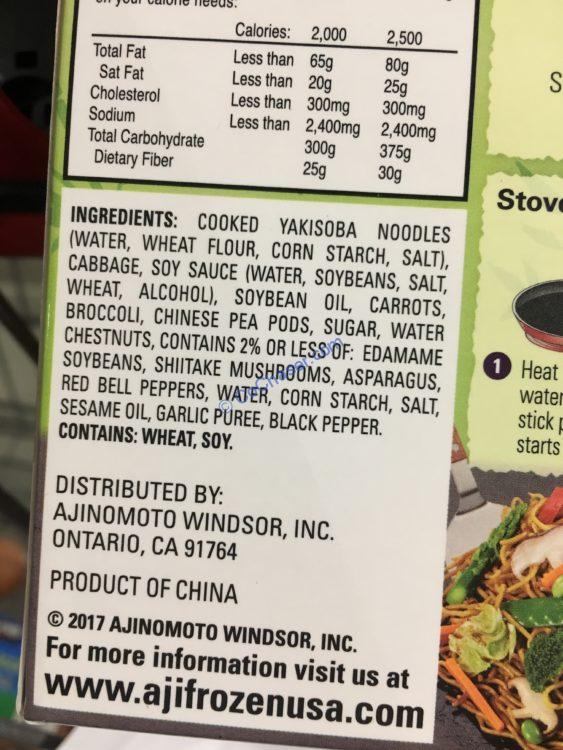 on your calorie needs:
Calories: 2,000 2,500
Total Fat Less than 65g 80g
Sat Fat Less than 20g 25g
Cholesterol Less than 300mg 300mg
Sodium Less than 2,400mg 2,400mg
Total Carbohydrate 300g 375g
Dietary Fiber 25g 30g
INGREDIENTS: COOKED YAKISOBA NOODLES
(WATER, WHEAT FLOUR, CORN STARCH, SALT),
CABBAGE, SOY SAUCE (WATER, SOYBEANS, SALT,
WHEAT, ALCOHOL), SOYBEAN OIL, CARROTS,
BROCCOLI, CHINESE PEA PODS, SUGAR, WATER
CHESTNUTS, CONTAINS 2% OR LESS OF: EDAMAME
SOYBEANS, SHIITAKE MUSHROOMS, ASPARAGUS,
RED BELL PEPPERS, WATER, CORN STARCH, SALT,
SESAME OIL, GARLIC PUREE, BLACK PEPPER.
CONTAINS: WHEAT, SOY.
DISTRIBUTED BY:
AJINOMOTO WINDSOR, INC.
ONTARIO, CA 91764
PRODUCT OF CHINA
© 2017 AJINOMOTO WINDSOR, INC.
For more information visit us at
www.ajifrozenusa.com
S
Stove
1 Heat
water
stick p
starts